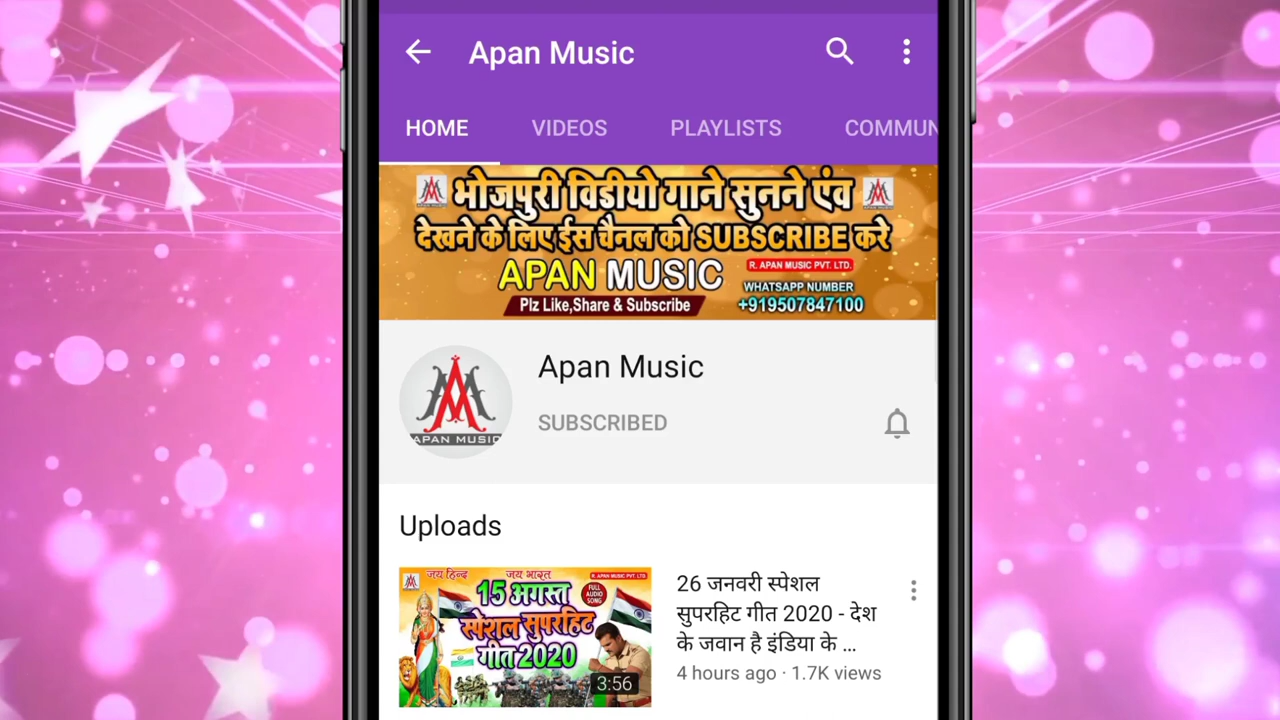 Apan Music
HOME VIDEOS PLAYLISTS COMMUN
भोजपुरी विडीयो गाने सुनने एंव
देखने के लिए ईस चैनल को SUBSCRIBE करे
APAN MUSIC
R. APAN MUSIC PVT. LTD.
WHATSAPP NUMBER
Plz Like,Share & Subscribe
+919507847100
Apan Music
SUBSCRIBED
APAN MUSIC
Uploads
जय हिन्द जय भारत
R. APAN MUSIC PVT. LTD
15 अगस्त
FULL
AUDIO
SONG
स्पेशल सुपरहिट
गीत 2020
3:56
26 जनवरी स्पेशल
सुपरहिट गीत 2020 - देश
के जवान है इंडिया के ...
4 hours ago · 1.7K views